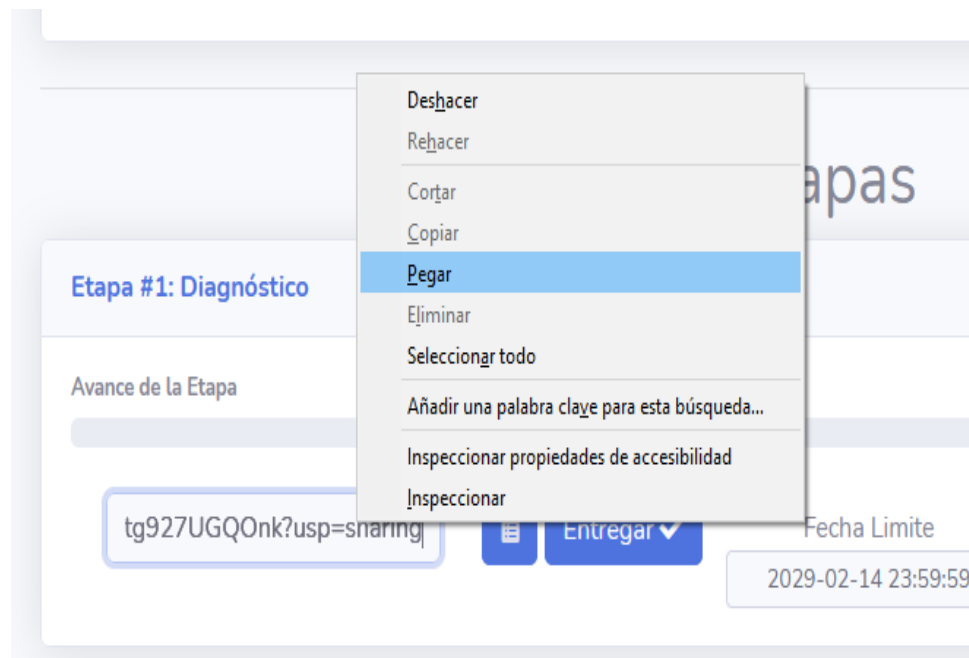 Deshacer
Rehacer
apas
Cortar
Copiar
Etapa #1: Diagnóstico
Pegar
Eliminar
Seleccionar todo
Avance de la Etapa
Añadir una palabra clave para esta búsqueda...
Inspeccionar propiedades de accesibilidad
Inspeccionar
tg927UGQOnk?usp=sharing
Entregar
Fecha Limite
2029-02-14 23:59:59